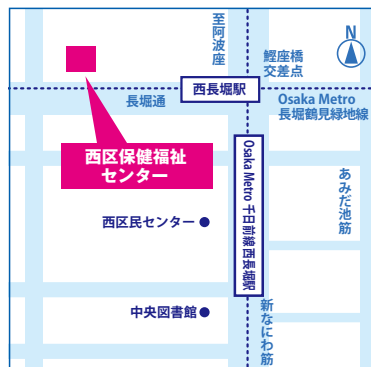 至阿波座
鰹座橋
交差点
N
西長堀駅
長堀通
Osaka Metro
長堀鶴見緑地線
西区保健福祉
センター
Osaka Metro 千日前線 西長堀駅
あみだ池筋
西区民センター
中央図書館
新なにわ筋